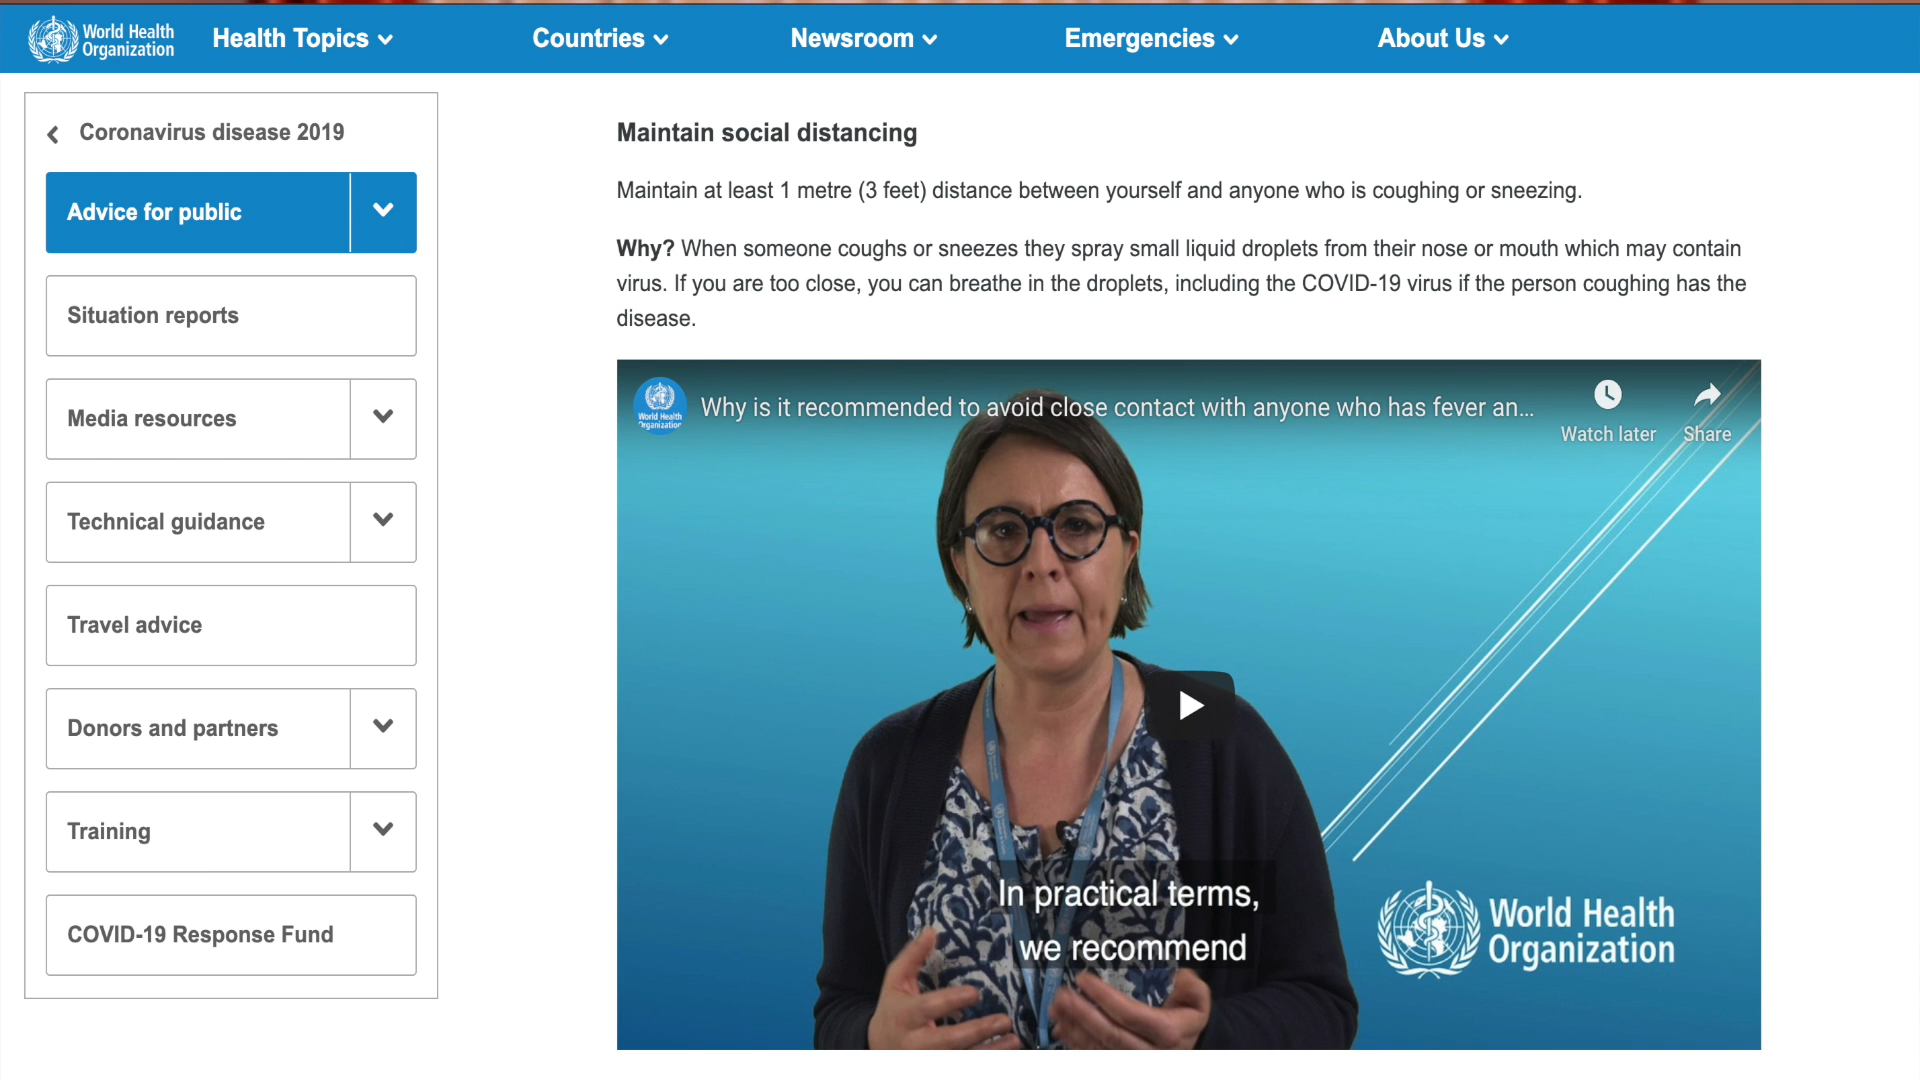 World Health
Organization
Health Topics
Countries
Newsroom
Emergencies
About Us
Coronavirus disease 2019
Advice for public
Situation reports
Media resources
Technical guidance
Travel advice
Donors and partners
Training
COVID-19 Response Fund
Maintain social distancing
Maintain at least 1 metre (3 feet) distance between yourself and anyone who is coughing or sneezing.
Why? When someone coughs or sneezes they spray small liquid droplets from their nose or mouth which may contain
virus. If you are too close, you can breathe in the droplets, including the COVID-19 virus if the person coughing has the
disease.
World Health
Organization
Why is it recommended to avoid close contact with anyone who has fever an...
Watch later
Share
In practical terms,
we recommend
World Health
Organization